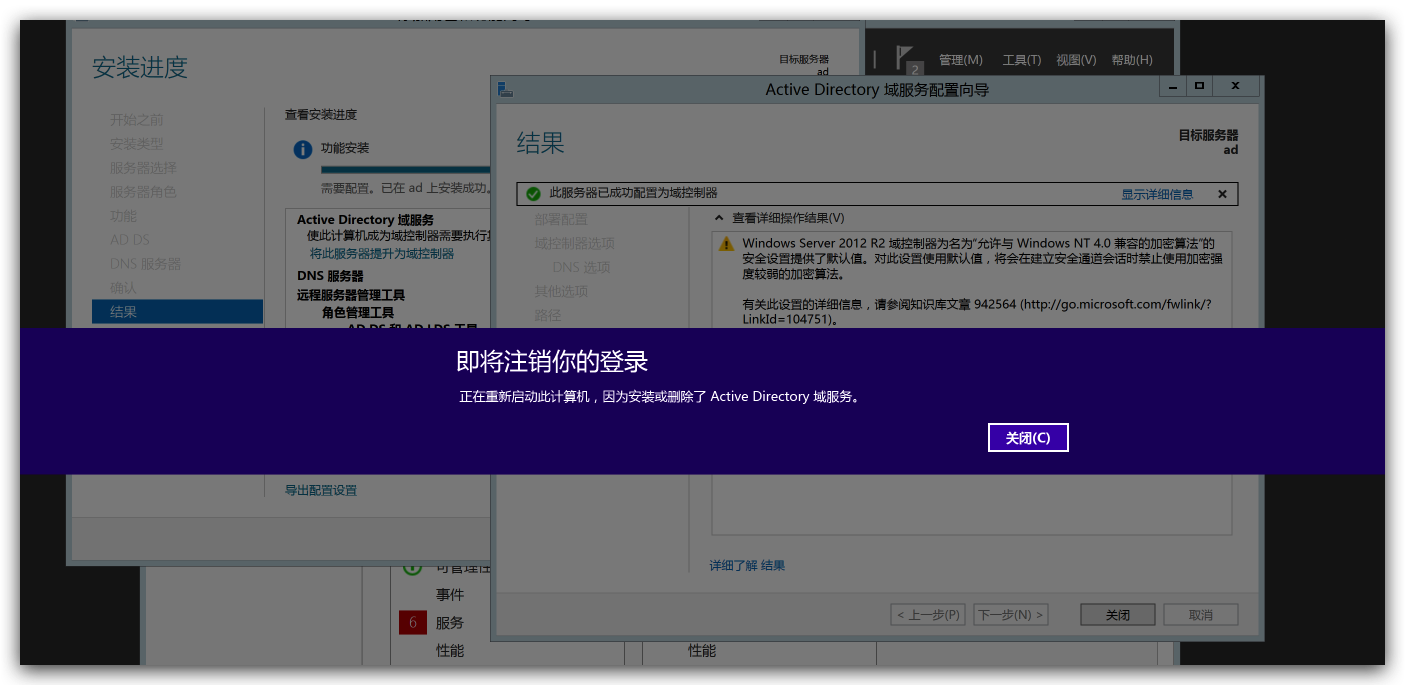 安装进度
目标服务器
ad
管理(M) 工具(T) 视图(V) 帮助(H)
2
开始之前
安装类型
服务器选择
服务器角色
功能
AD DS
DNS 服务器
确认
结果
查看安装进度
功能安装
需要配置。已在 ad 上安装成功。
Active Directory 域服务
使此计算机成为域控制器需要执行
将此服务器提升为域控制器
DNS 服务器
远程服务器管理工具
角色管理工具
AD DS 和 AD LDS 工具
Active Directory 域服务配置向导
结果
目标服务器
ad
此服务器已成功配置为域控制器
显示详细信息
部署配置
域控制器选项
DNS 选项
其他选项
路径
查看详细操作结果(V)
Windows Server 2012 R2 域控制器为名为“允许与 Windows NT 4.0 兼容的加密算法”的
安全设置提供了默认值。对此设置使用默认值，将会在建立安全通道会话时禁止使用加密强
度较弱的加密算法。
有关此设置的详细信息，请参阅知识库文章 942564 (http://go.microsoft.com/fwlink/?
LinkId=104751)。
即将注销你的登录
正在重新启动此计算机，因为安装或删除了 Active Directory 域服务。
关闭(C)
导出配置设置
详细了解 结果
< 上一步(P) 下一步(N) > 关闭 取消
可管理性
事件
6 服务
性能
性能